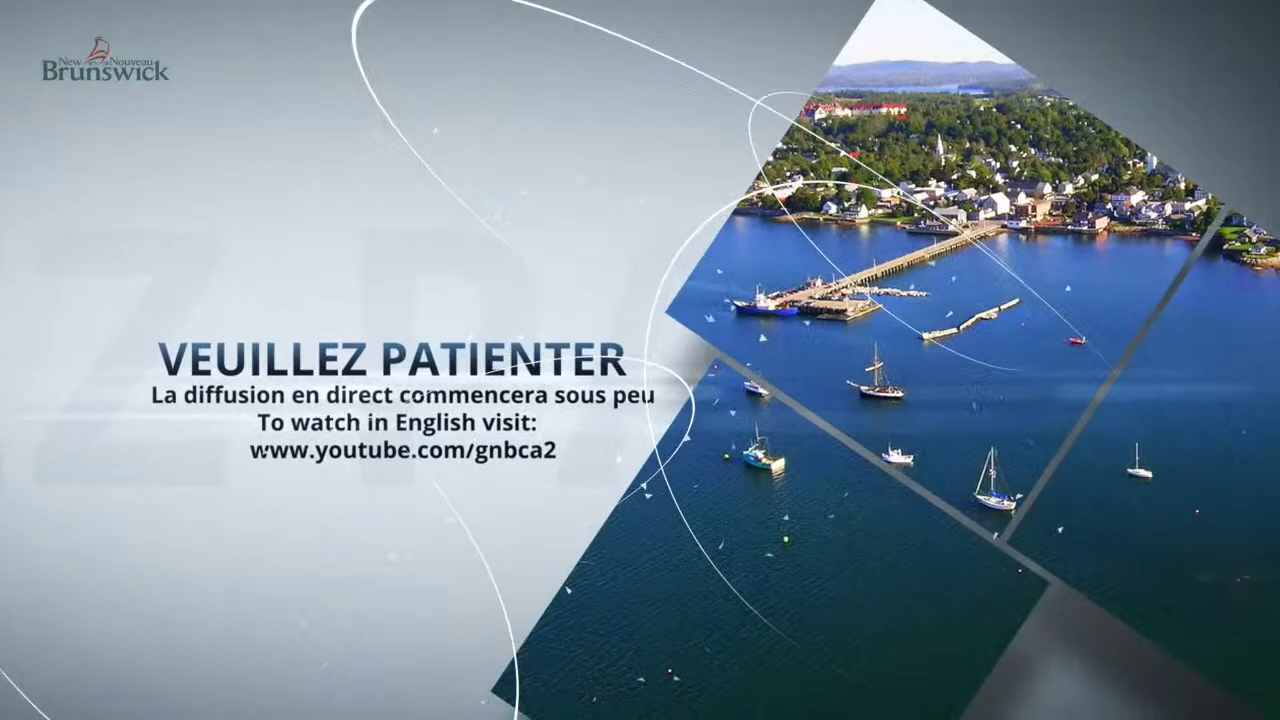 New Nouveau
Brunswick
VEUILLEZ PATIENTER
La diffusion en direct commencera sous peu
To watch in English visit:
www.youtube.com/gnbca2